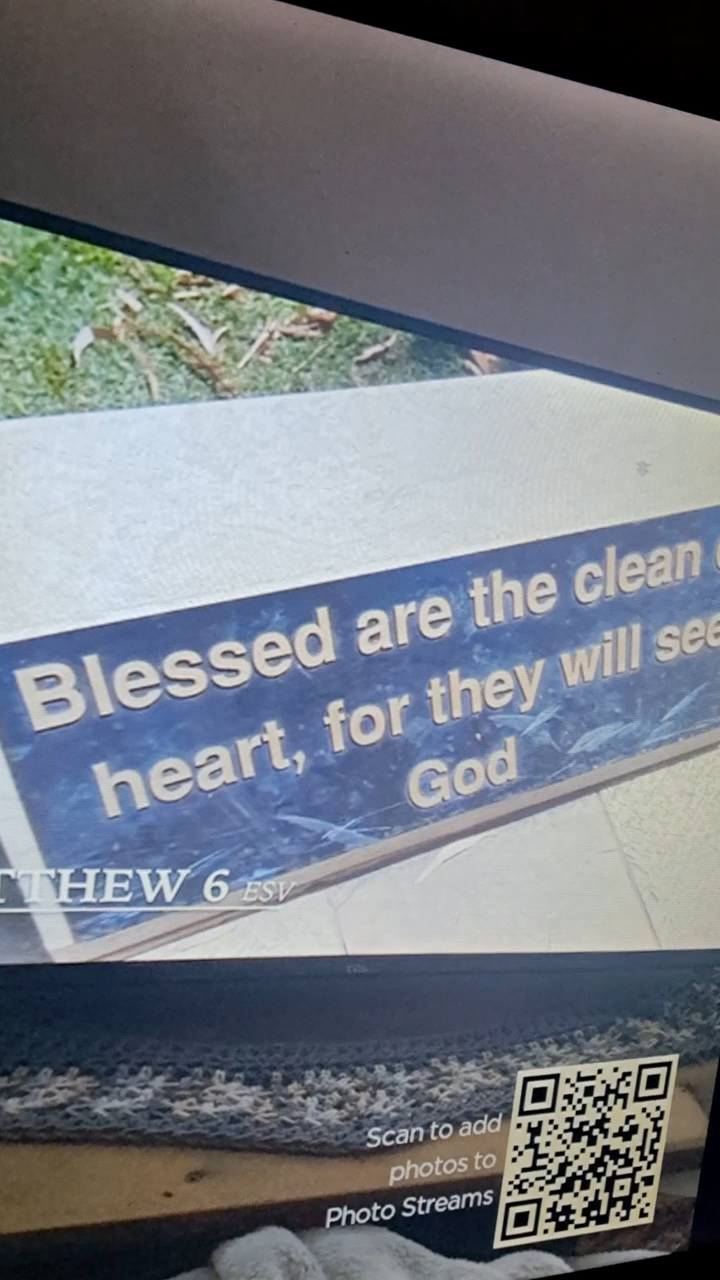 Blessed are the clean
heart, for they will see
God
TTHEW 6 ESV
Scan to add
photos to
Photo Streams